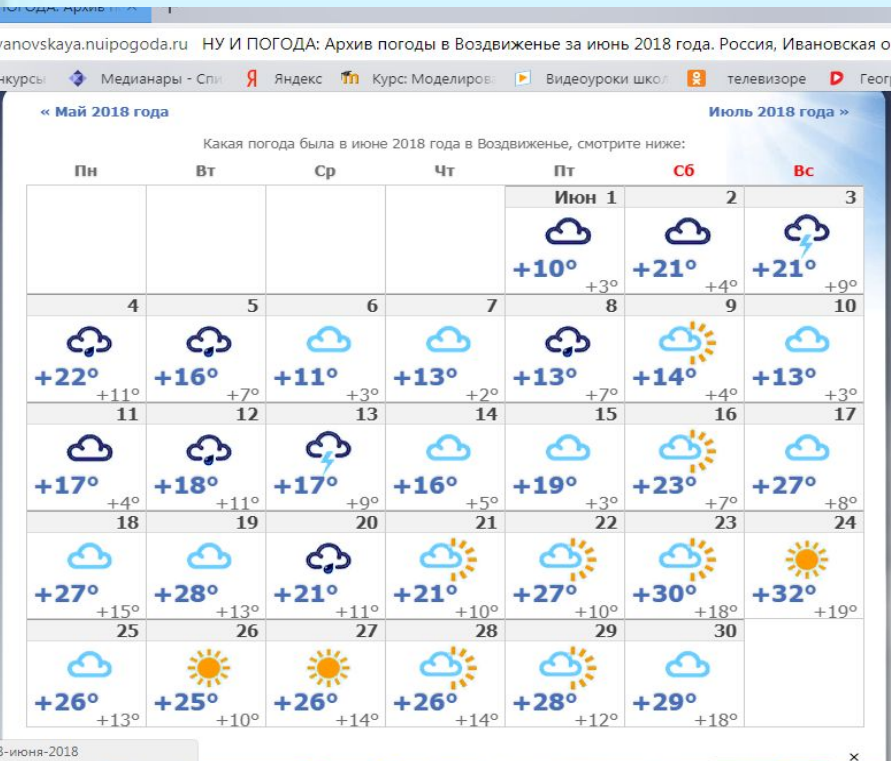 ПОГОДА: Архив п
vanovskaya.nuipogoda.ru НУ И ПОГОДА: Архив погоды в Воздвиженье за июнь 2018 года. Россия, Ивановская о
нкурсы Медианары - Спи Яндекс Курс: Моделирова Видеоуроки школ телевизоре Геогр
« Май 2018 года Июль 2018 года »
Какая погода была в июне 2018 года в Воздвиженье, смотрите ниже:
Пн Вт Ср Чт Пт Сб Вс
Июн 1 2 3
+10° +21° +21°
+3° +4° +9°
4 5 6 7 8 9 10
+22° +16° +11° +13° +13° +14° +13°
+11° +7° +3° +2° +7° +4° +3°
11 12 13 14 15 16 17
+17° +18° +17° +16° +19° +23° +27°
+4° +11° +9° +5° +3° +7° +8°
18 19 20 21 22 23 24
+27° +28° +21° +21° +27° +30° +32°
+15° +13° +11° +10° +10° +18° +19°
25 26 27 28 29 30
+26° +25° +26° +26° +28° +29°
+13° +10° +14° +14° +12° +18°
3-июня-2018